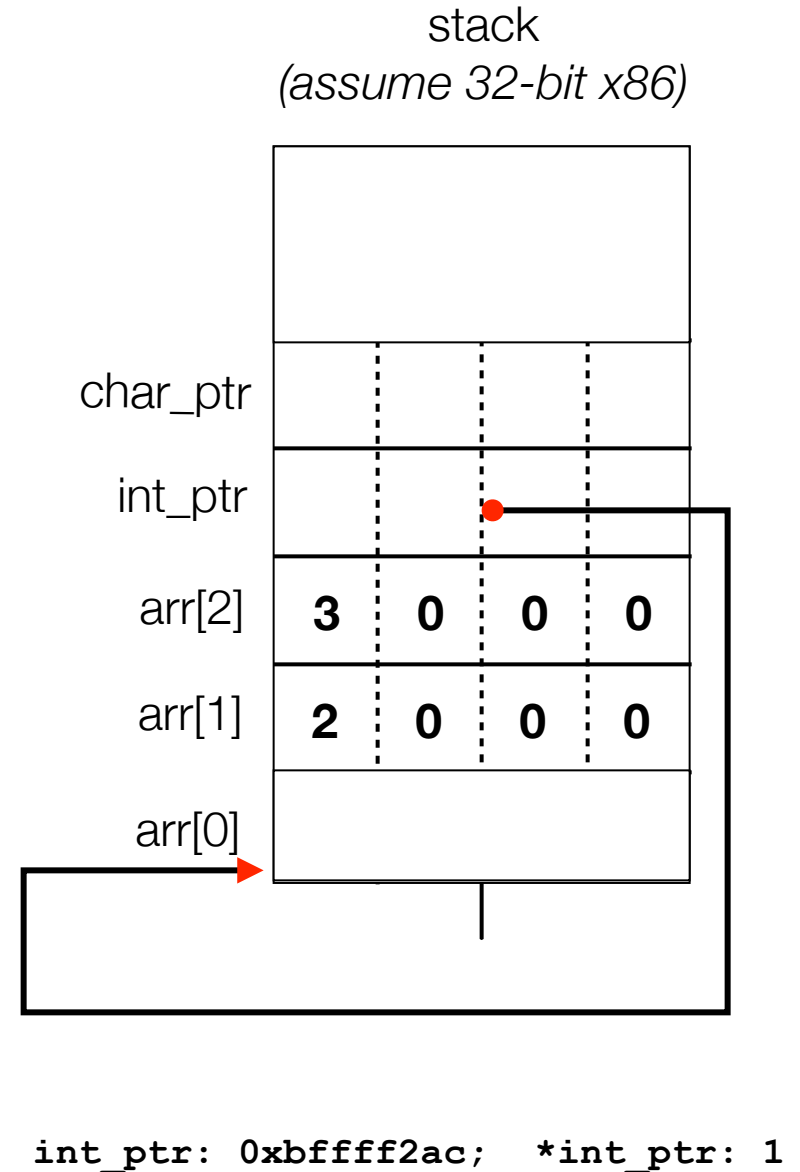 stack
(assume 32-bit x86)
char_ptr
int_ptr
arr[2] 3 0 0 0
arr[1] 2 0 0 0
arr[0]
int_ptr: 0xbffff2ac; *int_ptr: 1